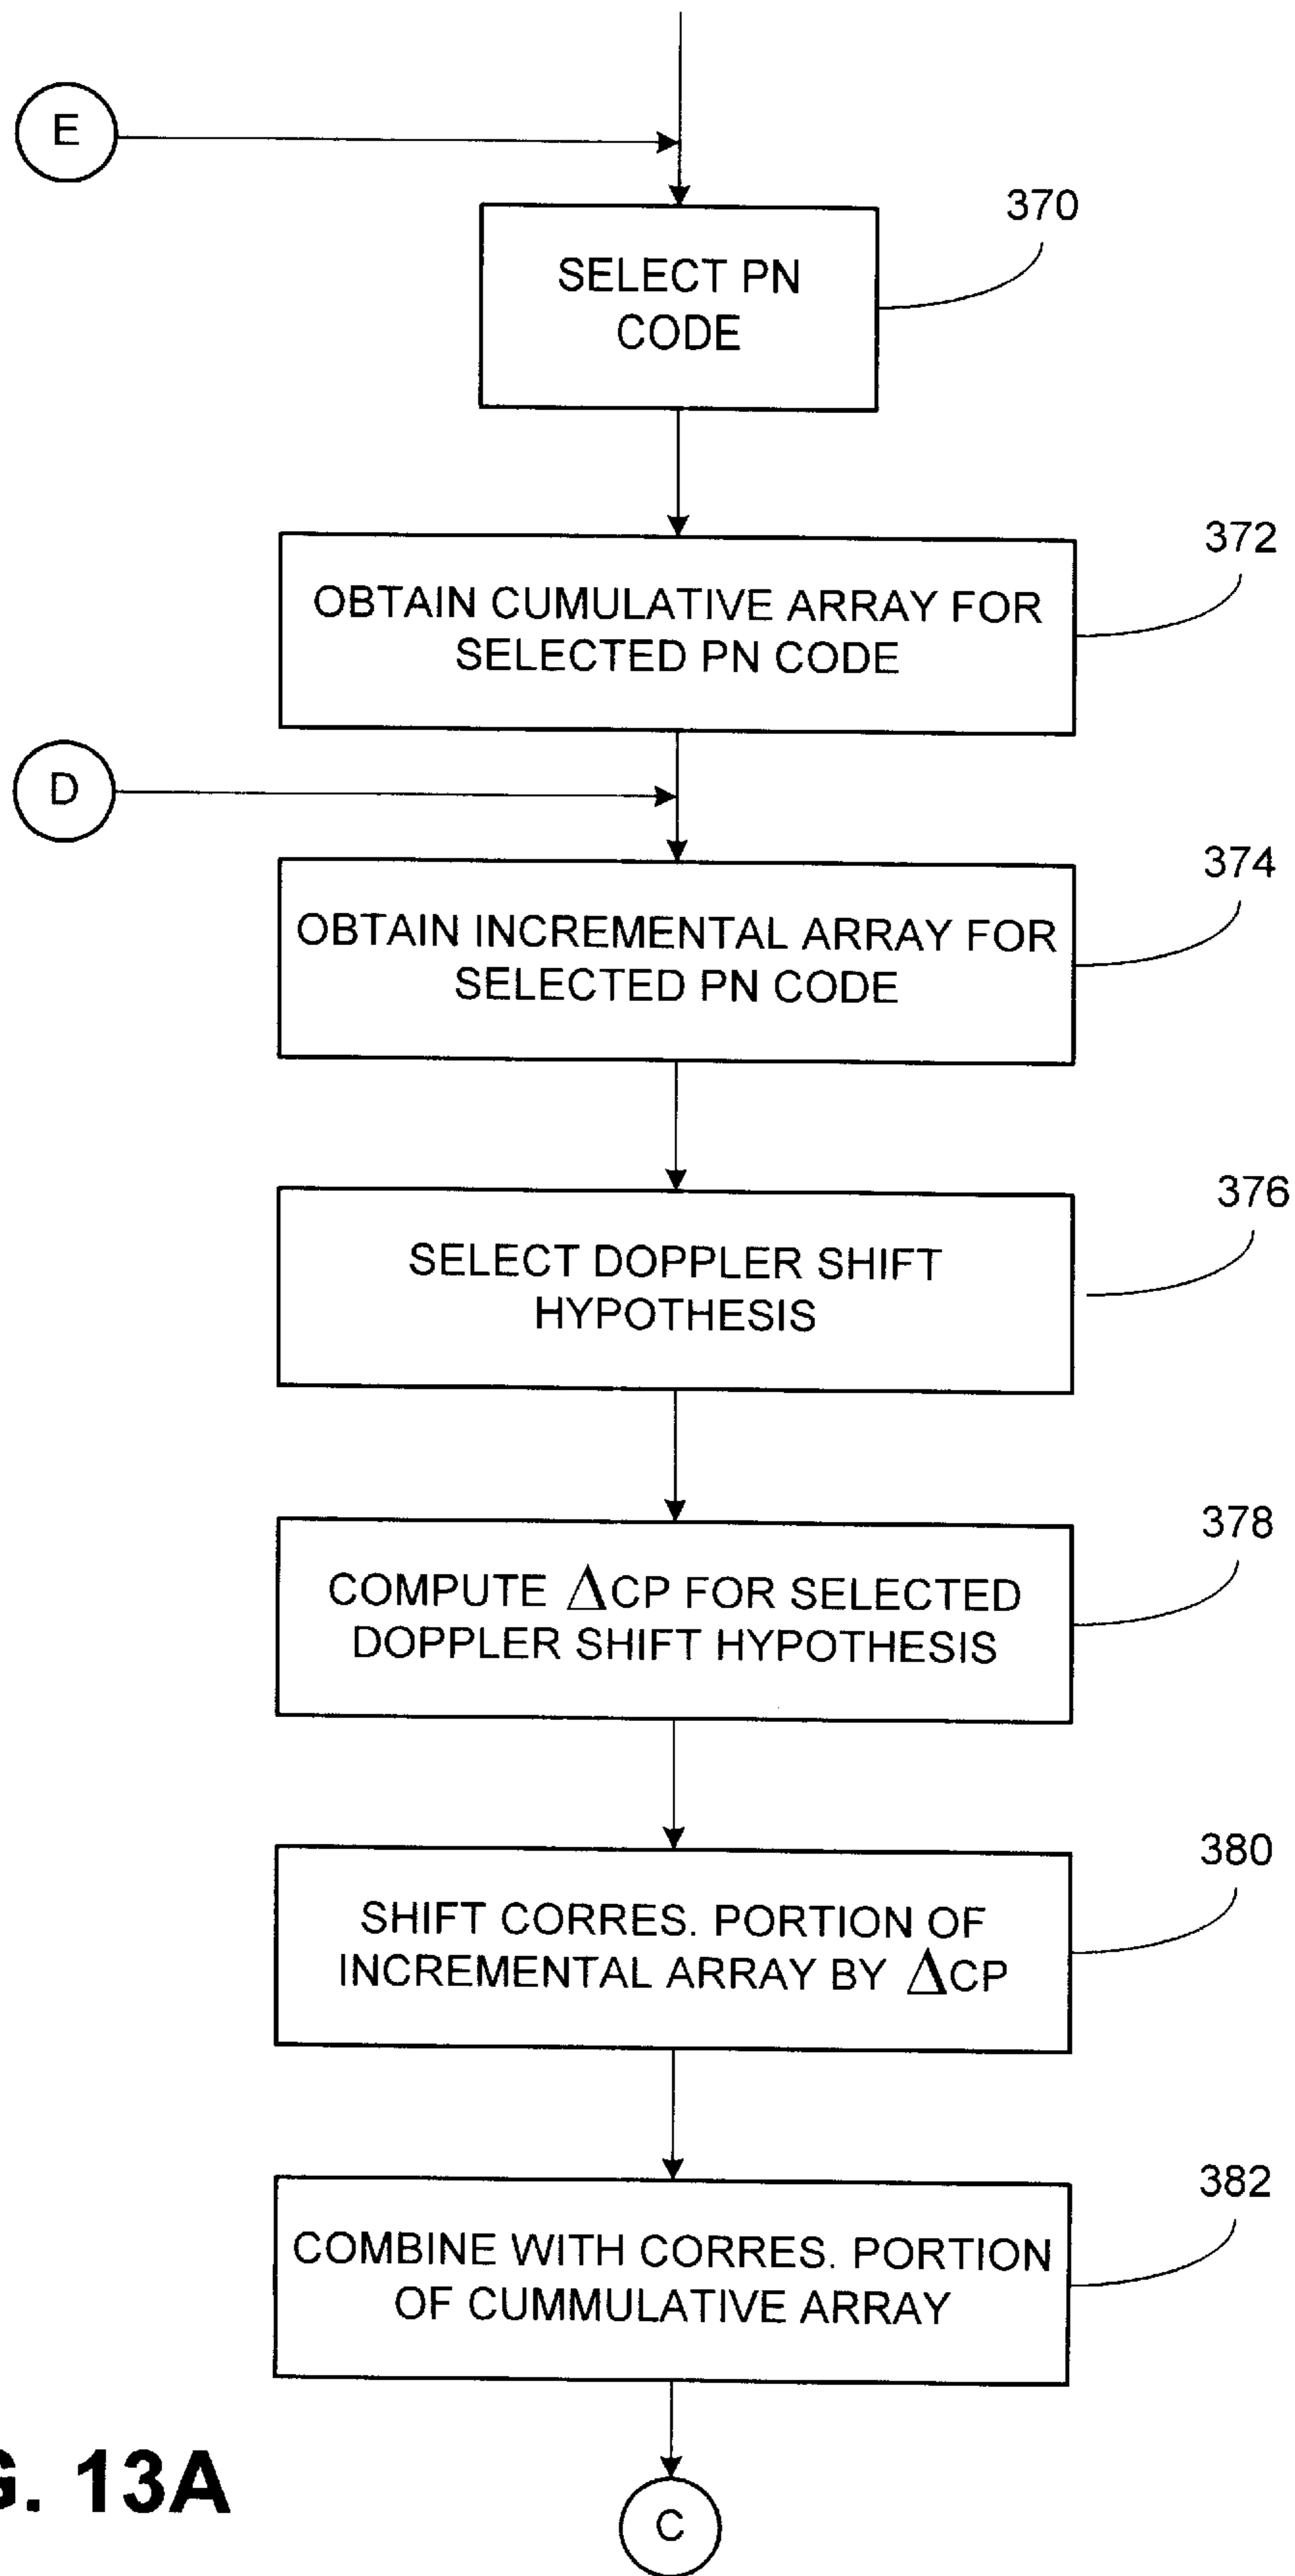 E
370
SELECT PN
CODE
372
OBTAIN CUMULATIVE ARRAY FOR
SELECTED PN CODE
D
374
OBTAIN INCREMENTAL ARRAY FOR
SELECTED PN CODE
376
SELECT DOPPLER SHIFT
HYPOTHESIS
378
COMPUTE ΔCP FOR SELECTED
DOPPLER SHIFT HYPOTHESIS
380
SHIFT CORRES. PORTION OF
INCREMENTAL ARRAY BY ΔCP
382
COMBINE WITH CORRES. PORTION
OF CUMMULATIVE ARRAY
G. 13A
C